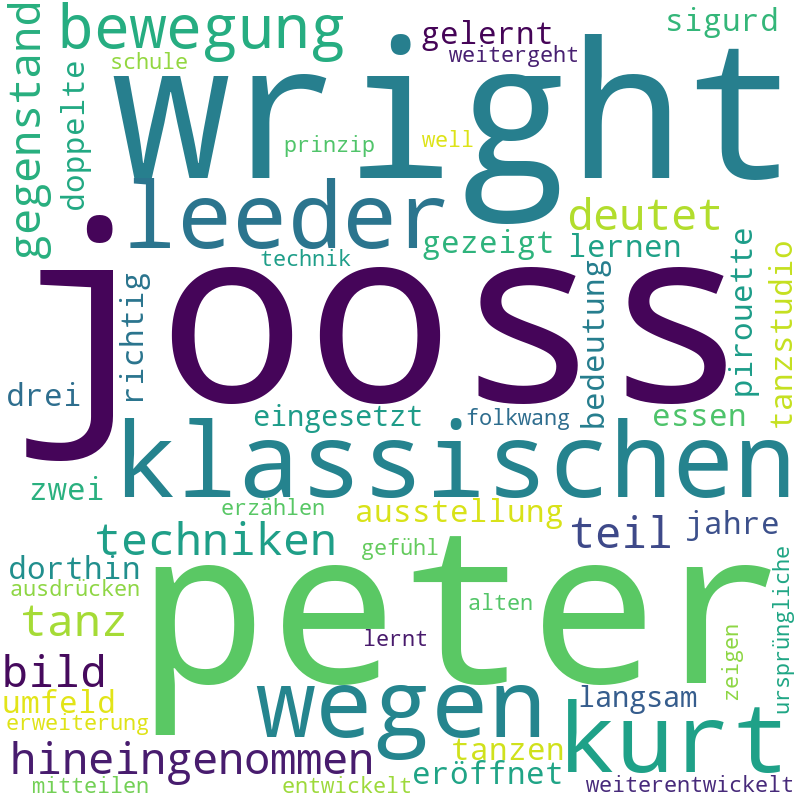 bewegung
gelernt
sigurd
weitergeht
schule
gegenstand
doppelte
wright
prinzip
well
leeder
deutet
gezeigt
lernen
technik
jooss
richtig
bedeutung
pirouette
tanzstudio
drei
eingesetzt
folkwang
essen
klassischen
zwei
erzählen
ausstellung
techniken
teil
jahre
gefühl
dorthin
ausdrücken
peter
alten
tanz
lernt
ursprüngliche
zeigen
bild
wegen
langsam
umfeld
erweiterung
kurt
hineingenommen
tanzen
eröffnet
mitteilen
entwickelt
weiterentwickelt